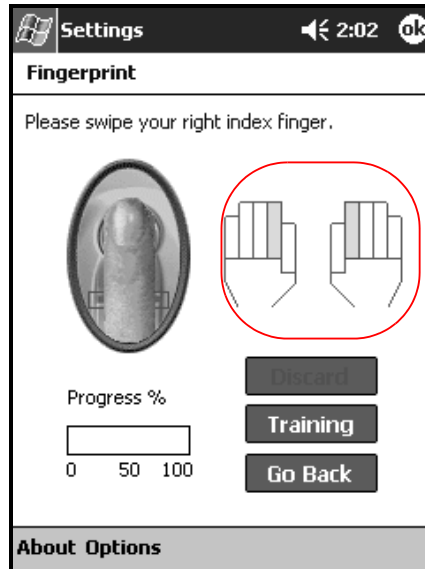 Settings 2:02 ok
Fingerprint
Please swipe your right index finger.
Discard
Progress %
Training
0 50 100
Go Back
About Options